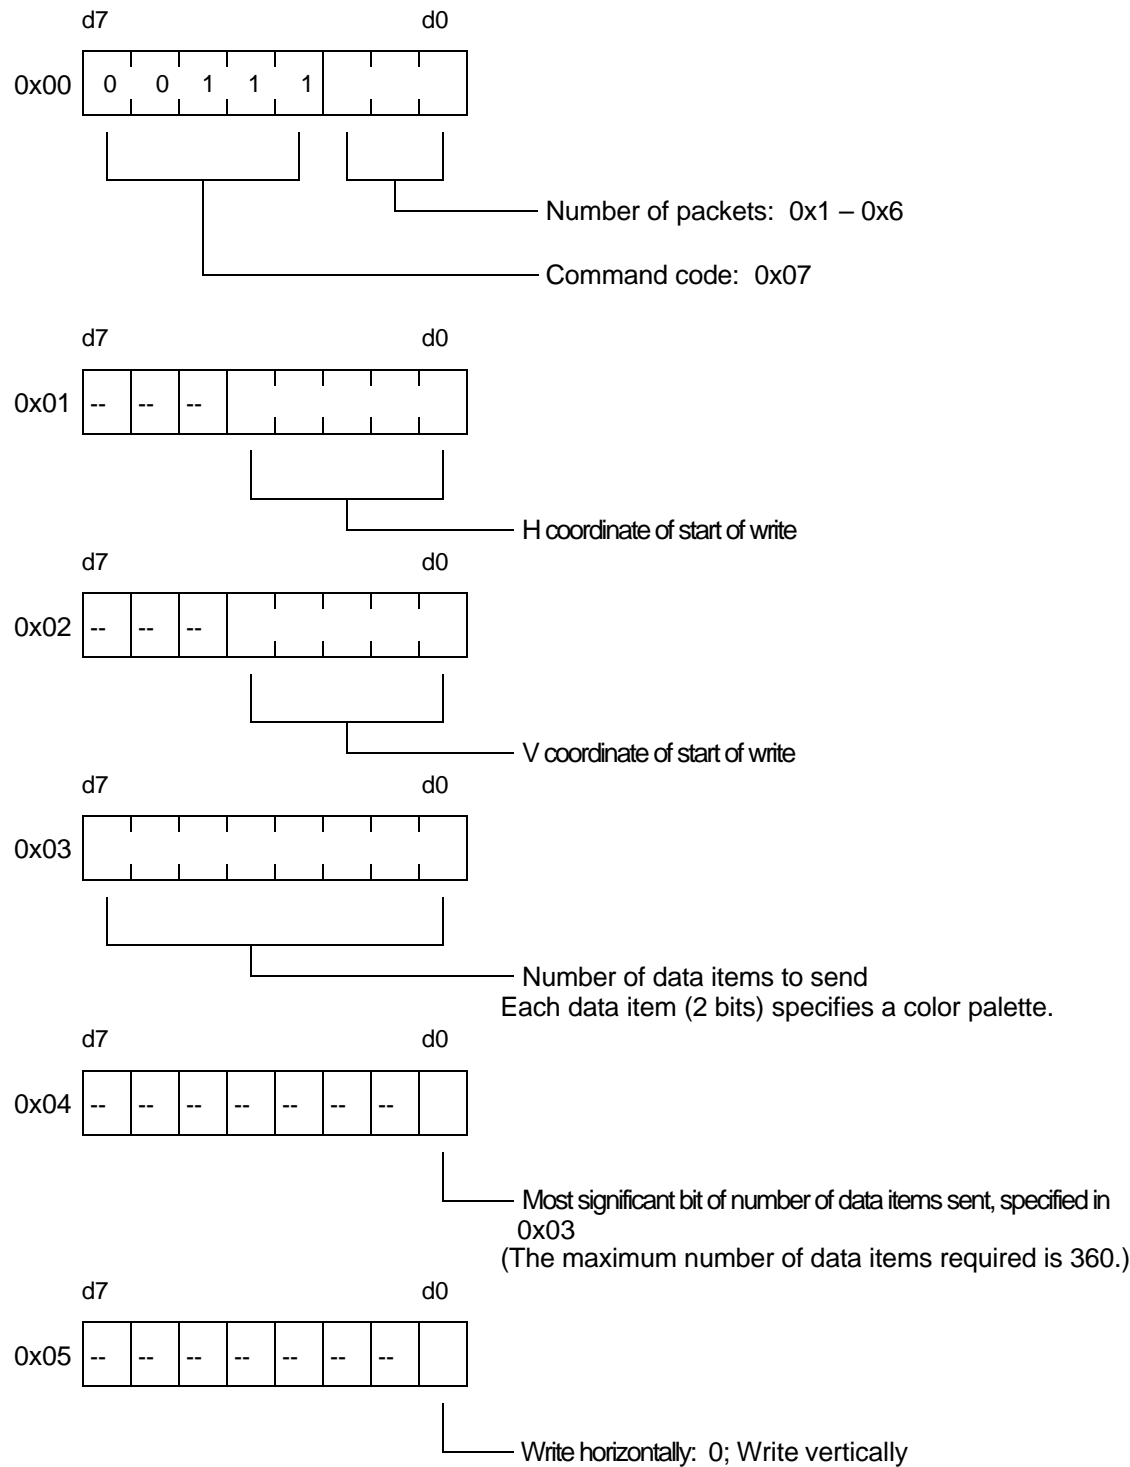 d7 d0
0x00 0 0 1 1 1
Number of packets: 0x1 – 0x6
Command code: 0x07
d7 d0
0x01 -- -- --
H coordinate of start of write
d7 d0
0x02 -- -- --
V coordinate of start of write
d7 d0
0x03
Number of data items to send
Each data item (2 bits) specifies a color palette.
d7 d0
0x04 -- -- -- -- -- -- --
Most significant bit of number of data items sent, specified in
0x03
(The maximum number of data items required is 360.)
d7 d0
0x05 -- -- -- -- -- -- --
Write horizontally: 0; Write vertically